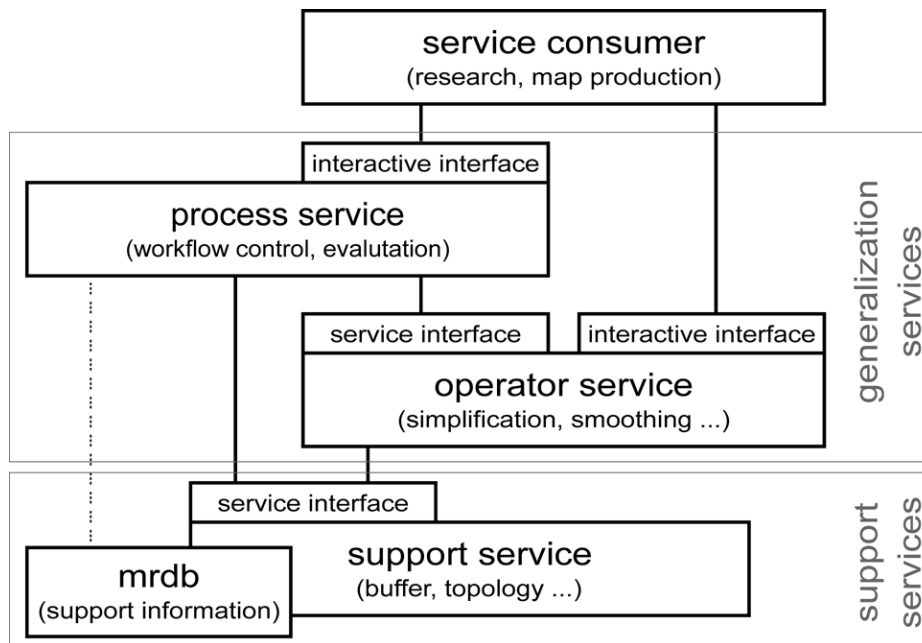 service consumer
(research, map production)
interactive interface
process service
(workflow control, evalutation)
service interface
interactive interface
operator service
(simplification, smoothing ...)
generalization
services
service interface
support service
(buffer, topology ...)
mrdb
(support information)
support
services